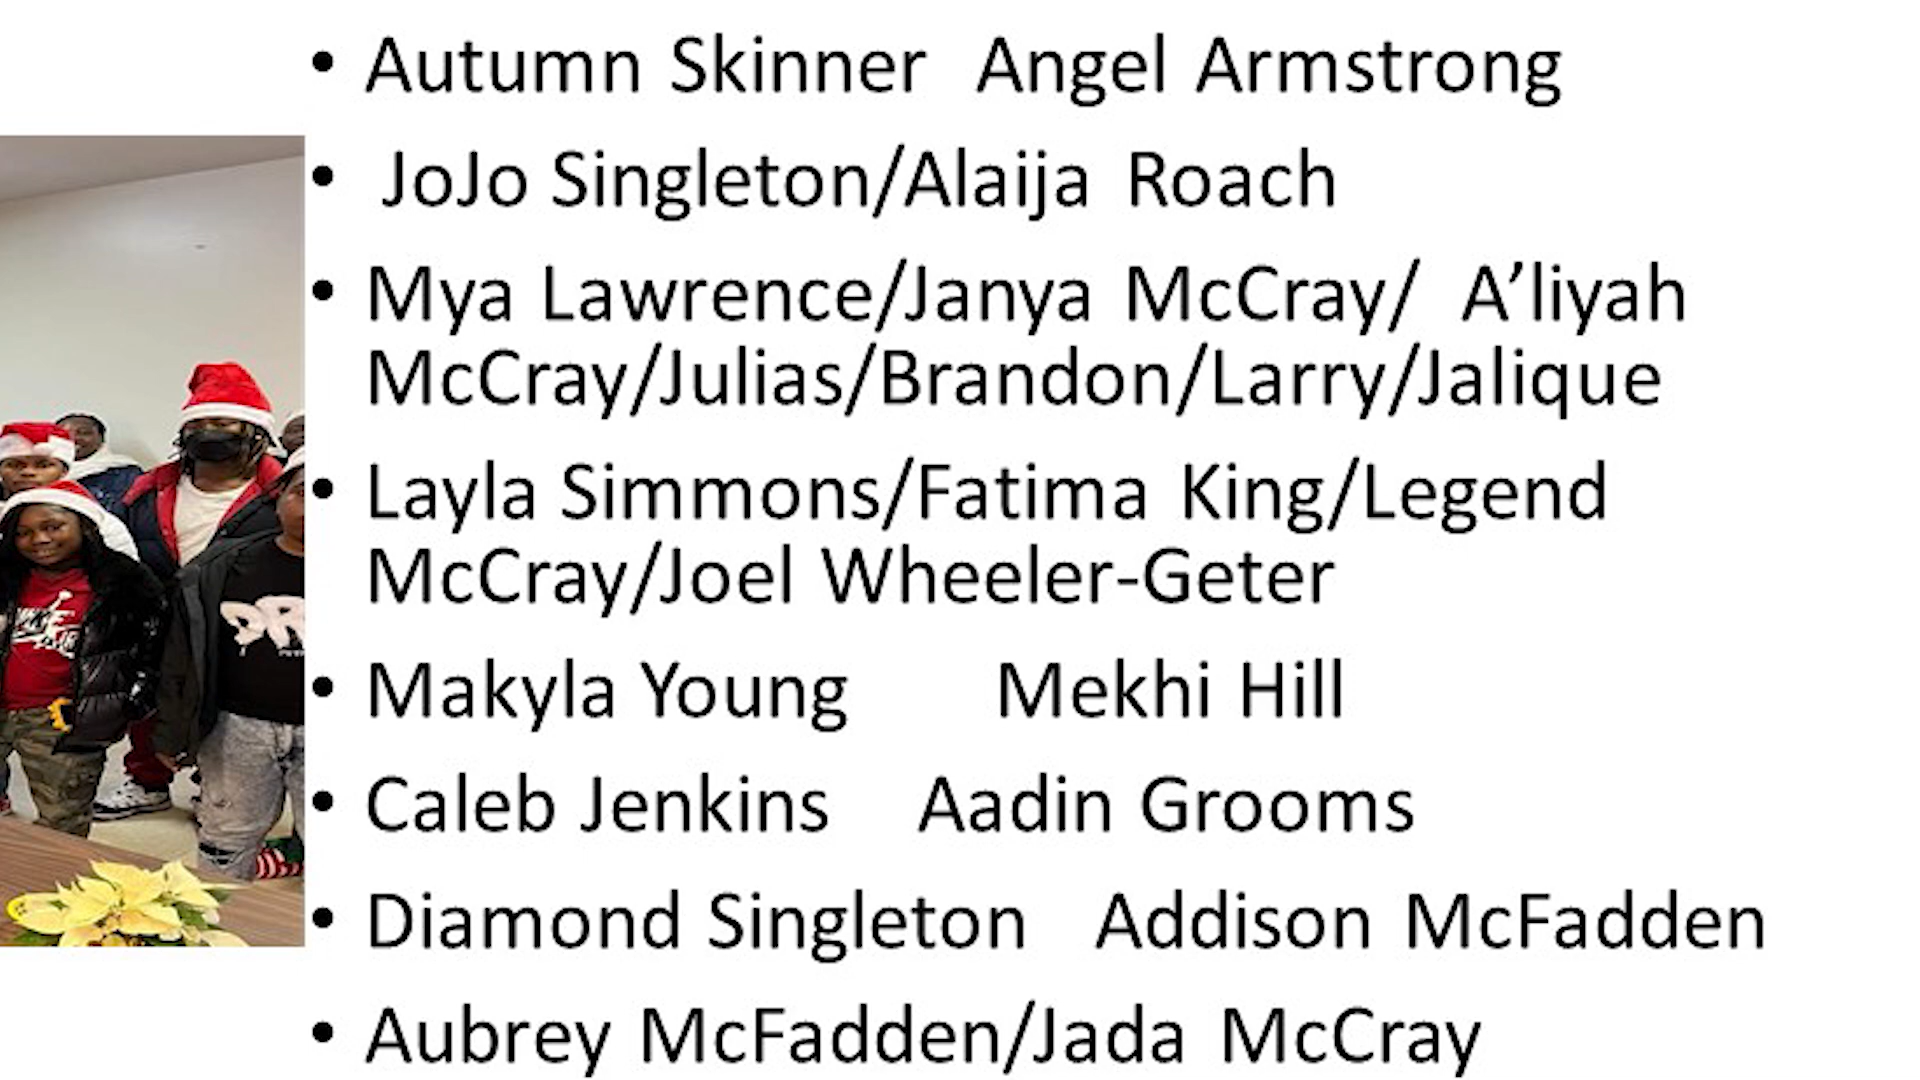 • Autumn Skinner  Angel Armstrong
• JoJo Singleton/Alaija Roach
• Mya Lawrence/Janya McCray/ A’liyah
McCray/Julias/Brandon/Larry/Jalique
• Layla Simmons/Fatima King/Legend
McCray/Joel Wheeler-Geter
• Makyla Young  Mekhi Hill
• Caleb Jenkins  Aadin Grooms
• Diamond Singleton  Addison McFadden
• Aubrey McFadden/Jada McCray